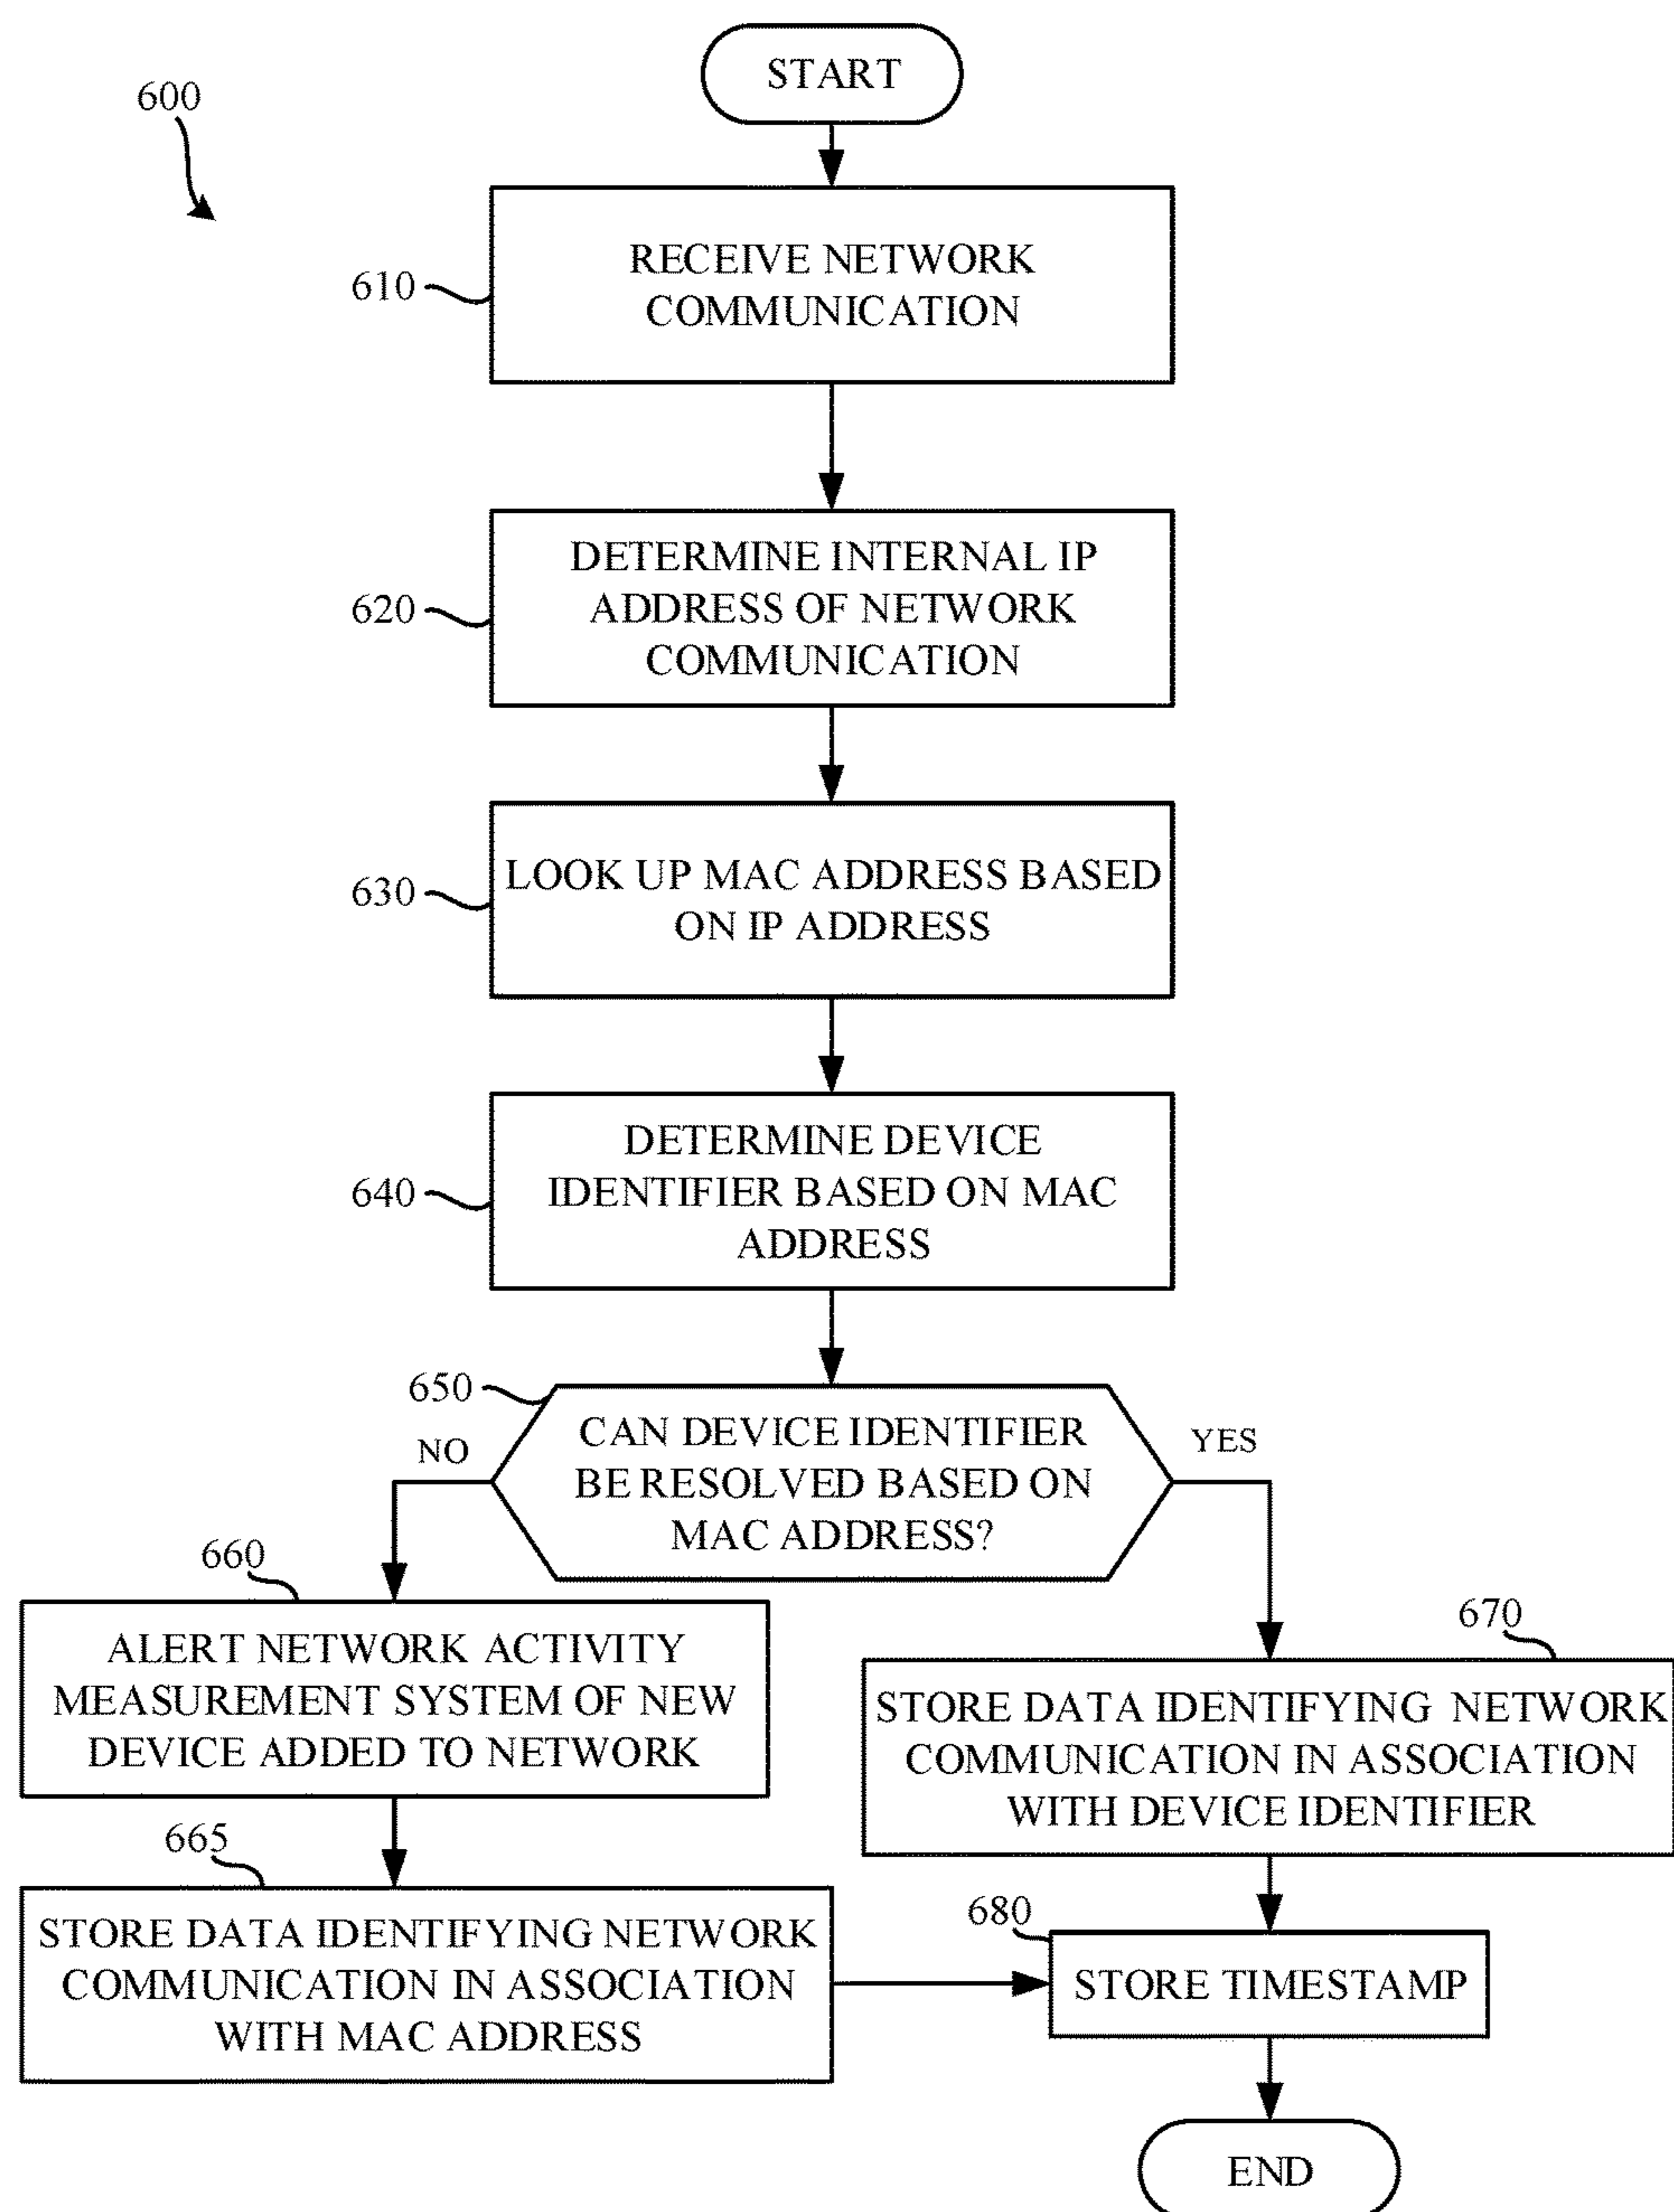 START
600
RECEIVE NETWORK
COMMUNICATION
610
DETERMINE INTERNAL IP
ADDRESS OF NETWORK
COMMUNICATION
620
LOOK UP MAC ADDRESS BASED
ON IP ADDRESS
630
DETERMINE DEVICE
IDENTIFIER BASED ON MAC
ADDRESS
640
650
CAN DEVICE IDENTIFIER
BE RESOLVED BASED ON
MAC ADDRESS?
NO
YES
660
ALERT NETWORK ACTIVITY
MEASUREMENT SYSTEM OF NEW
DEVICE ADDED TO NETWORK
670
STORE DATA IDENTIFYING NETWORK
COMMUNICATION IN ASSOCIATION
WITH DEVICE IDENTIFIER
665
STORE DATA IDENTIFYING NETWORK
COMMUNICATION IN ASSOCIATION
WITH MAC ADDRESS
680
STORE TIMESTAMP
END